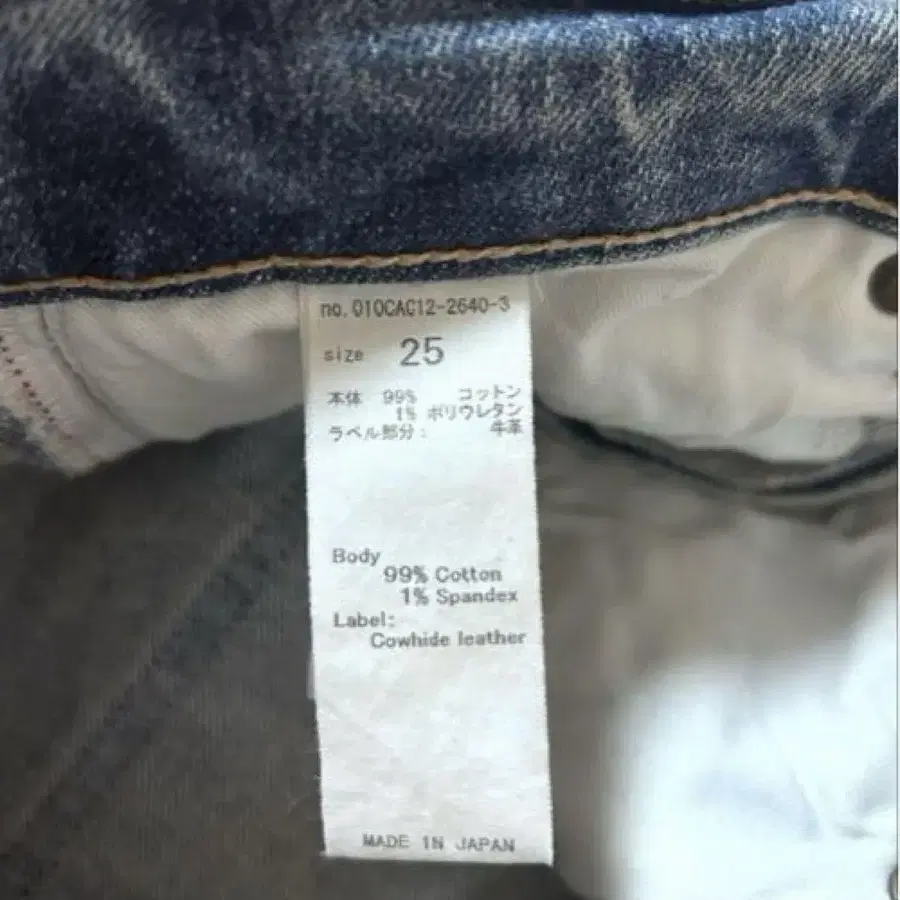 no.010CAC12-2640-3
size 25
本体 99% コットン
1% ポリウレタン
ラベル部分: 牛革
Body
99% Cotton
1% Spandex
Label:
Cowhide leather
MADE IN JAPAN